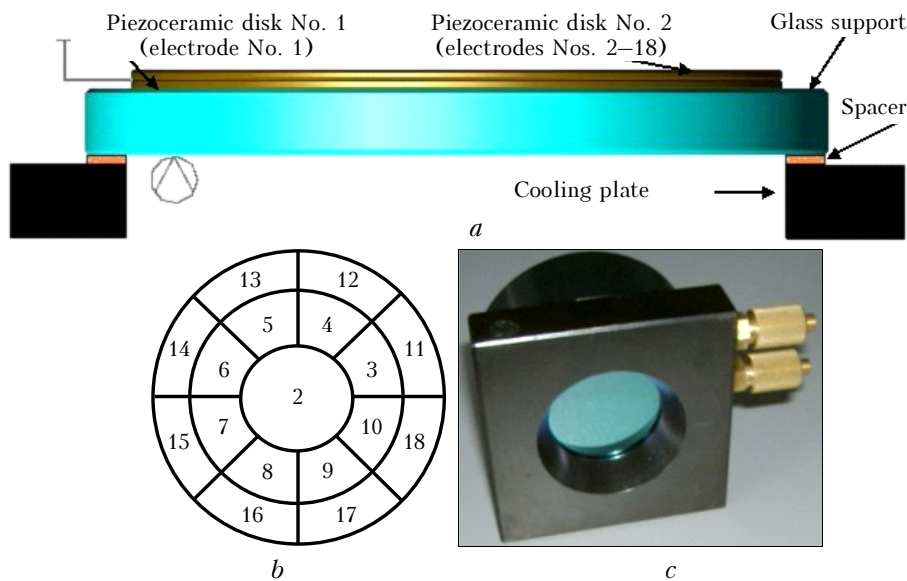 Piezoceramic disk No. 1
(electrode No. 1)
Piezoceramic disk No. 2
(electrodes Nos. 2–18)
Glass support
Spacer
Cooling plate
a
13
12
5
4
14
11
6
3
2
7
10
15
18
8
9
16
17
b
c